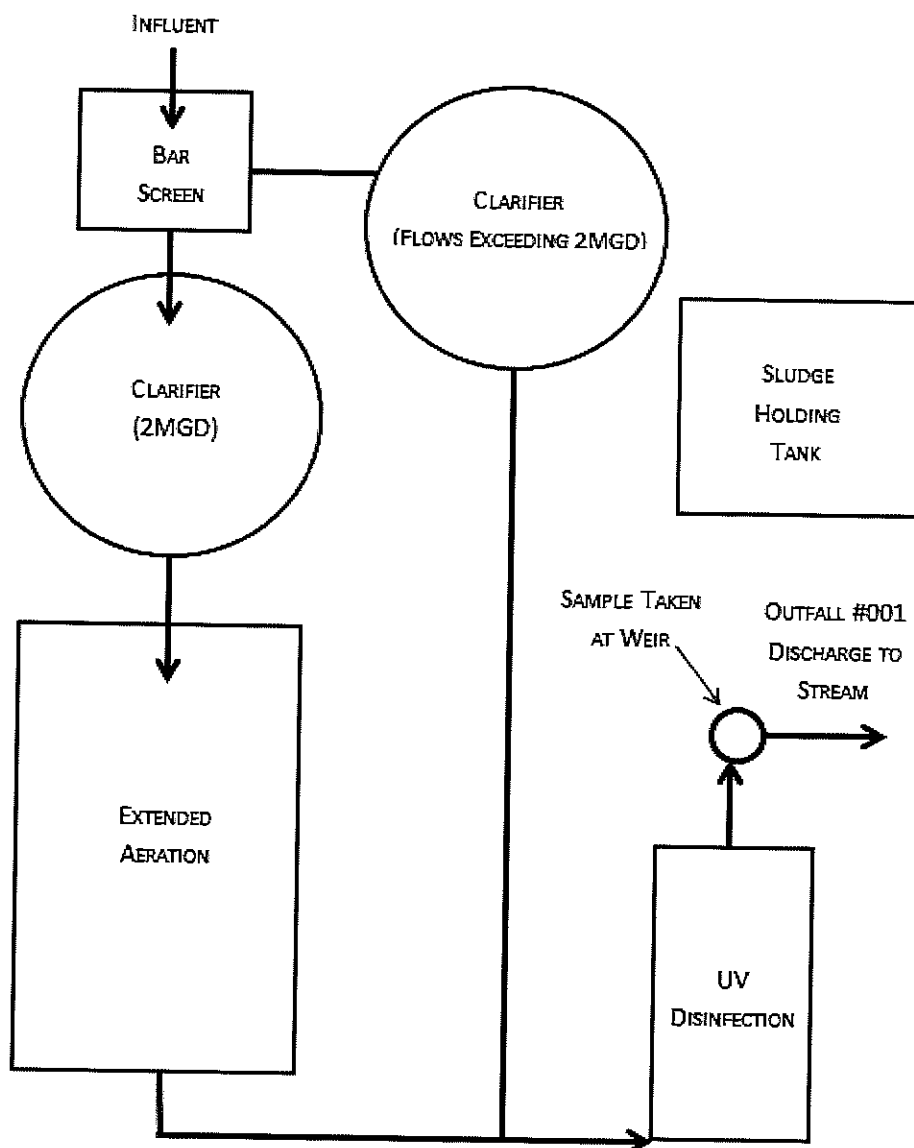 INFLUENT
BAR
SCREEN
CLARIFIER
(FLOWS EXCEEDING 2MGD)
CLARIFIER
(2MGD)
SLUDGE
HOLDING
TANK
SAMPLE TAKEN
AT WEIR
OUTFALL #001
DISCHARGE TO
STREAM
EXTENDED
AERATION
UV
DISINFECTION